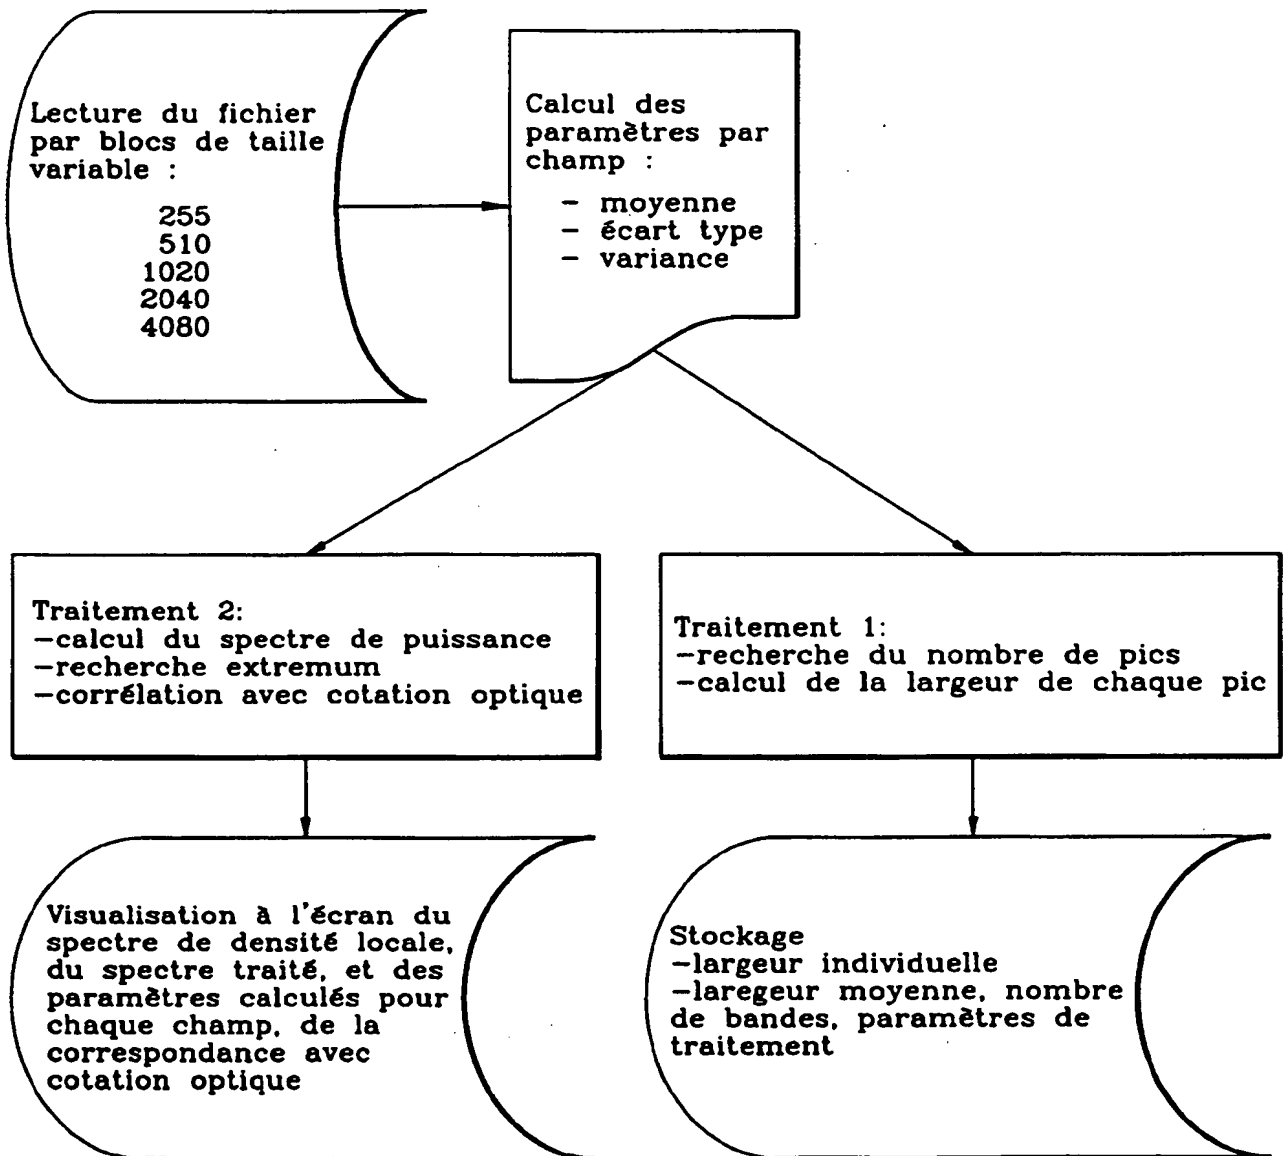 Lecture du fichier
par blocs de taille
variable :
255
510
1020
2040
4080
Calcul des
paramètres par
champ :
– moyenne
– écart type
– variance
Traitement 2:
–calcul du spectre de puissance
–recherche extremum
–corrélation avec cotation optique
Traitement 1:
–recherche du nombre de pics
–calcul de la largeur de chaque pic
Visualisation à l'écran du
spectre de densité locale,
du spectre traité, et des
paramètres calculés pour
chaque champ, de la
correspondance avec
cotation optique
Stockage
–largeur individuelle
–laregeur moyenne, nombre
de bandes, paramètres de
traitement